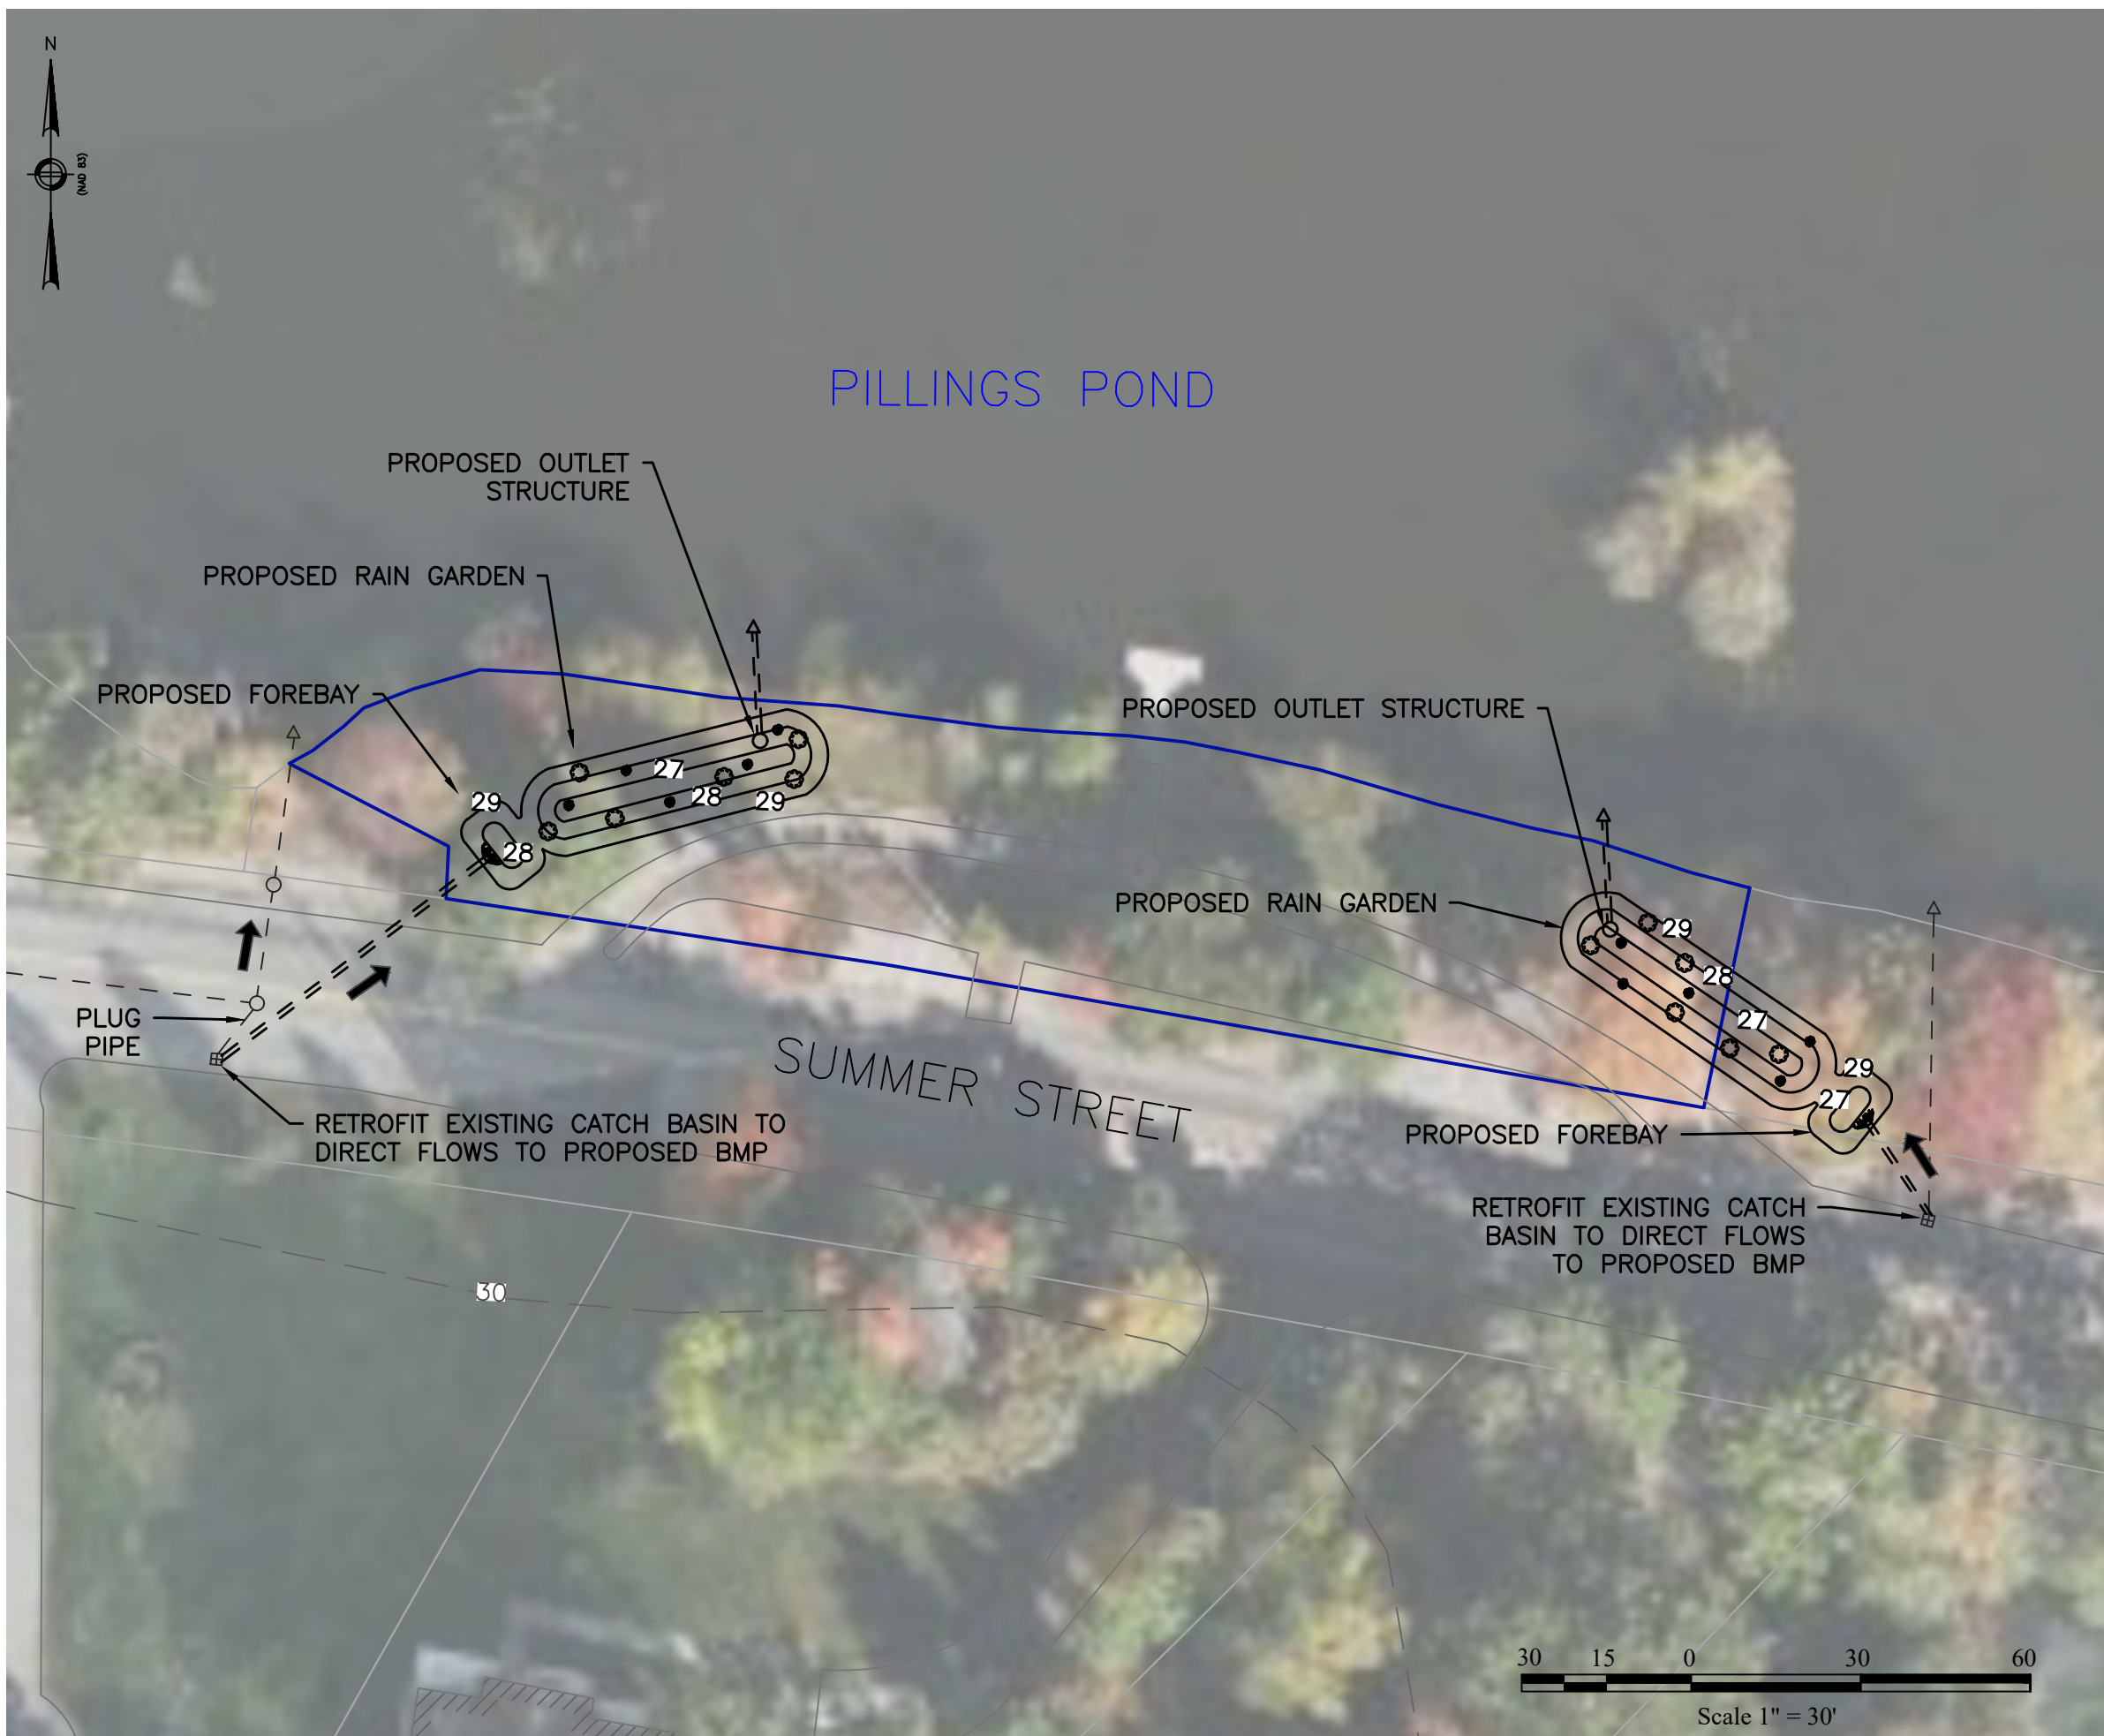 N
(NAD 83)
PILLINGS POND
PROPOSED OUTLET
STRUCTURE
PROPOSED RAIN GARDEN
PROPOSED FOREBAY
29
28
27
28
29
PROPOSED OUTLET STRUCTURE
PROPOSED RAIN GARDEN
29
28
27
29
27
PROPOSED FOREBAY
PLUG
PIPE
SUMMER STREET
RETROFIT EXISTING CATCH BASIN TO
DIRECT FLOWS TO PROPOSED BMP
RETROFIT EXISTING CATCH
BASIN TO DIRECT FLOWS
TO PROPOSED BMP
30
30 15 0 30 60
Scale 1" = 30'